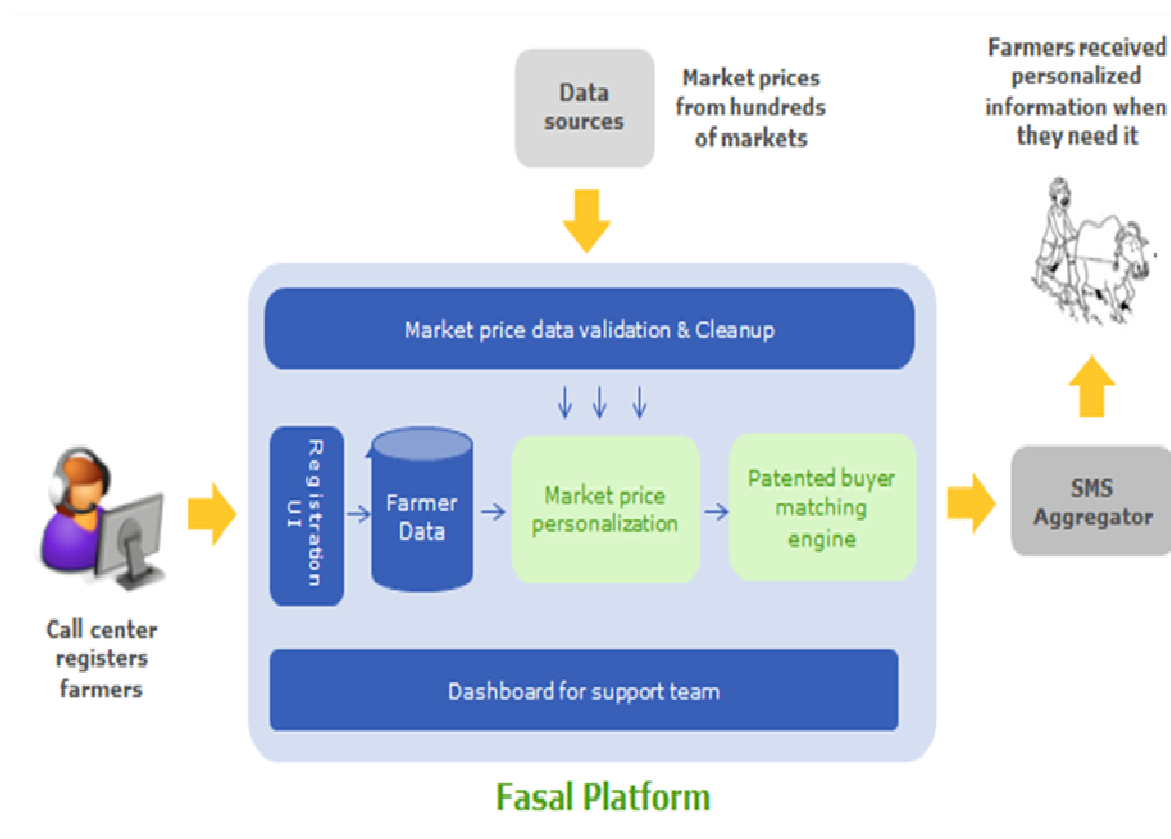 Data
sources
Market prices
from hundreds
of markets
Farmers received
personalized
information when
they need it
Market price data validation & Cleanup
Registration
UI
Farmer
Data
Market price
personalization
Patented buyer
matching
engine
SMS
Aggregator
Call center
registers
farmers
Dashboard for support team
Fasal Platform